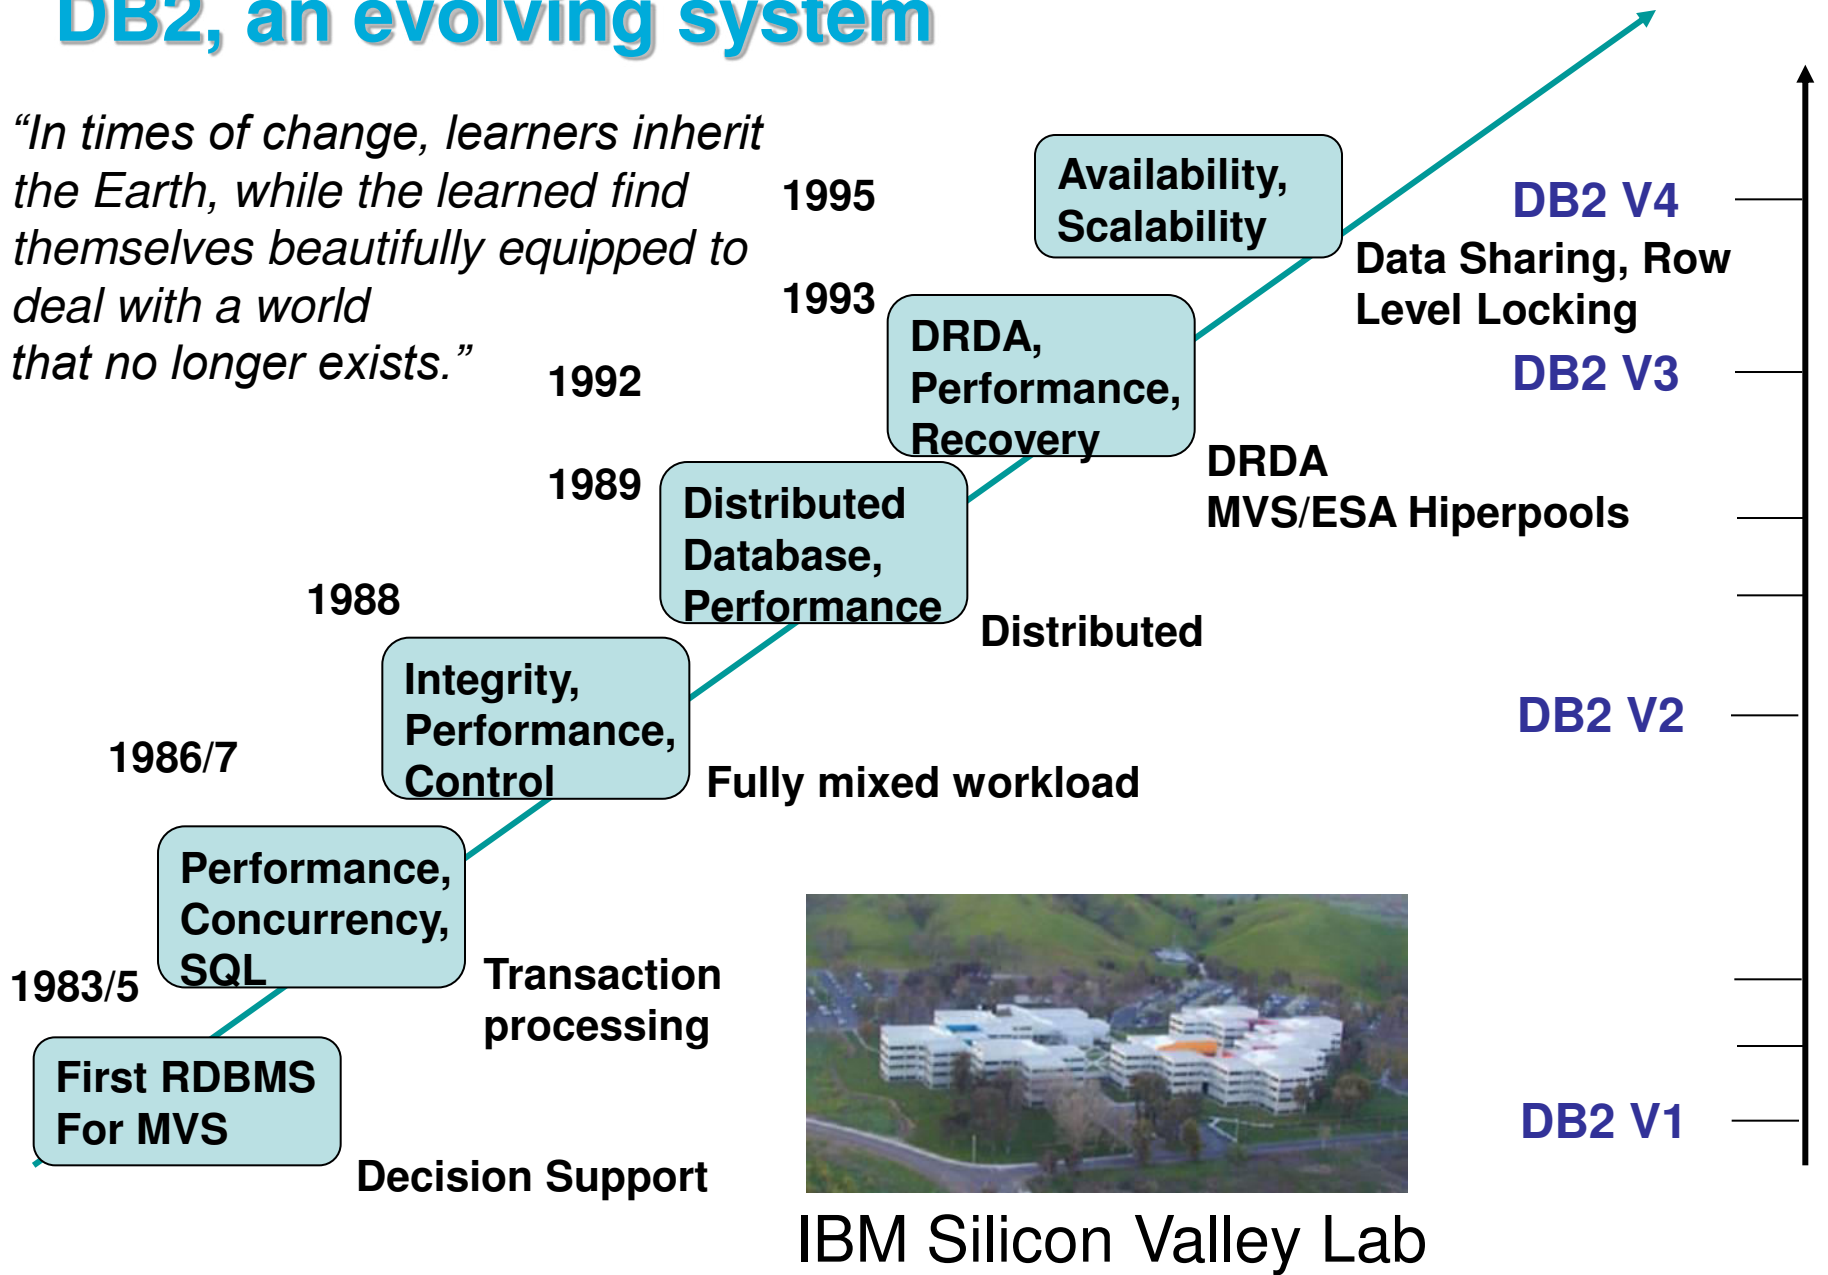 DB2, an evolving system
“In times of change, learners inherit
the Earth, while the learned find
themselves beautifully equipped to
deal with a world
that no longer exists.”
1995
Availability,
Scalability
DB2 V4
Data Sharing, Row
Level Locking
1993
DRDA,
Performance,
Recovery
DB2 V3
DRDA
MVS/ESA Hiperpools
1992
1989
Distributed
Database,
Performance
Distributed
1988
Integrity,
Performance,
Control
DB2 V2
Fully mixed workload
1986/7
Performance,
Concurrency,
SQL
Transaction
processing
1983/5
First RDBMS
For MVS
Decision Support
DB2 V1
IBM Silicon Valley Lab